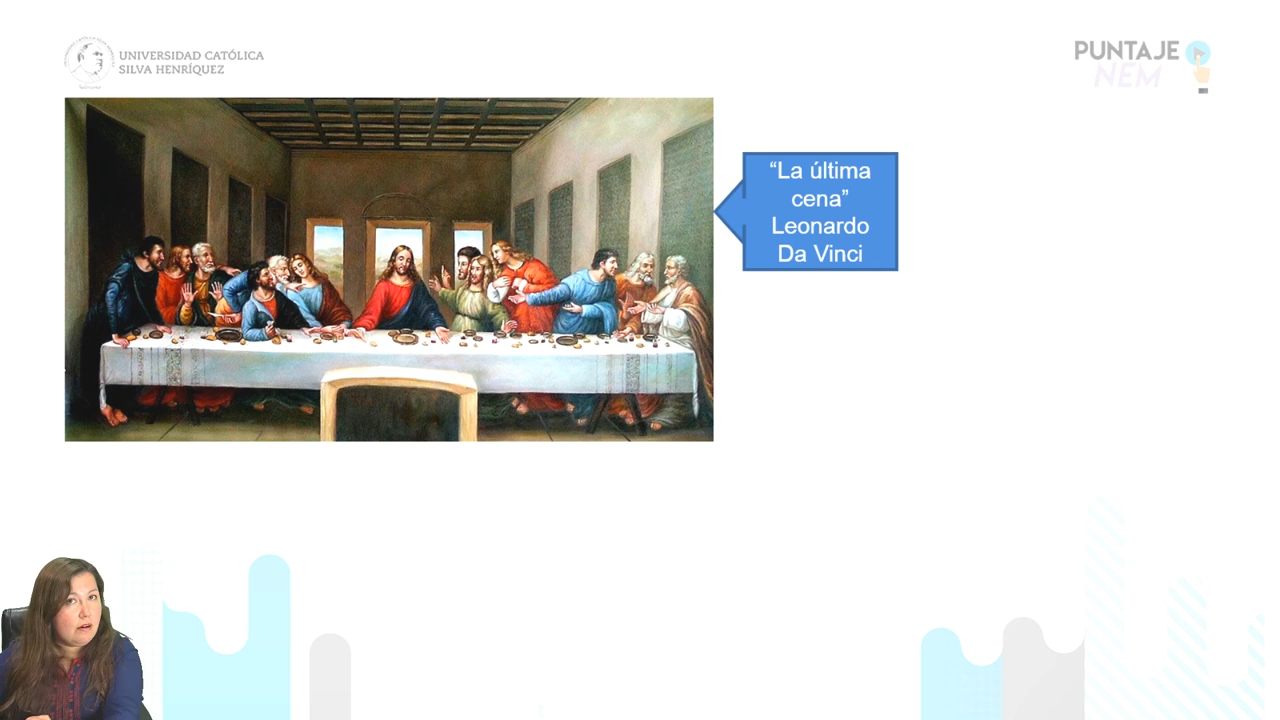 UNIVERSIDAD CATÓLICA
SILVA HENRÍQUEZ
PUNTAJE
NEM
“La última
cena”
Leonardo
Da Vinci